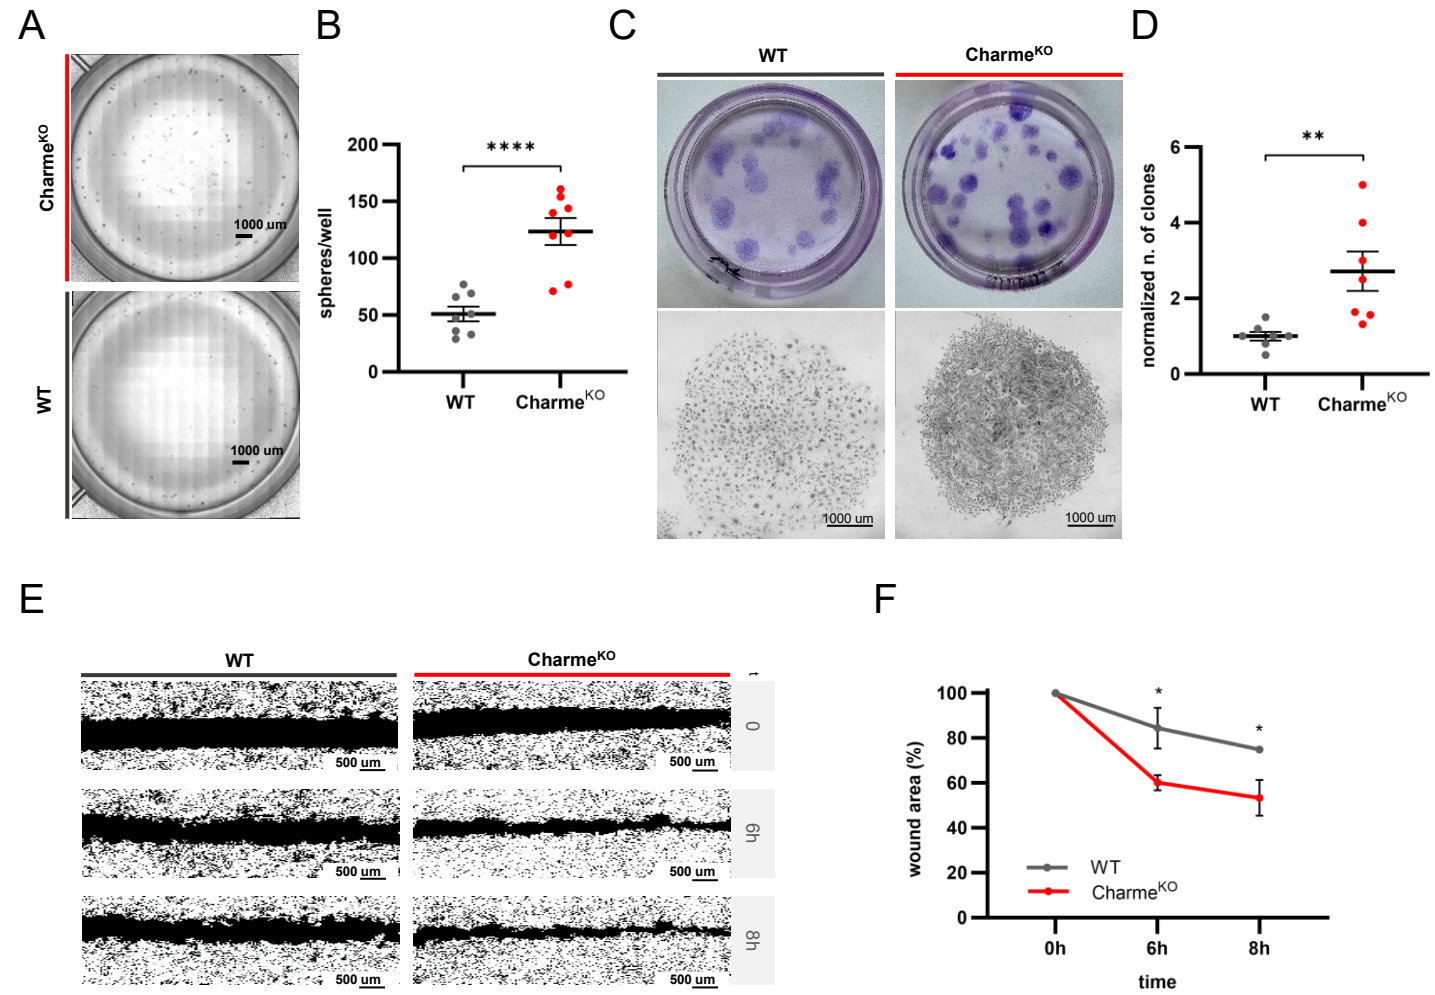 A
Charme^KO
1000 um
WT
1000 um
B
200
150
100
50
0
spheres/well
****
WT
Charme^KO
C
WT
Charme^KO
1000 um
1000 um
D
6
4
2
0
normalized n. of clones
**
WT
Charme^KO
E
WT
Charme^KO
t
500 um
500 um
0
500 um
500 um
6h
500 um
500 um
8h
F
100
80
60
40
20
0
wound area (%)
*
*
WT
Charme^KO
0h
6h
8h
time